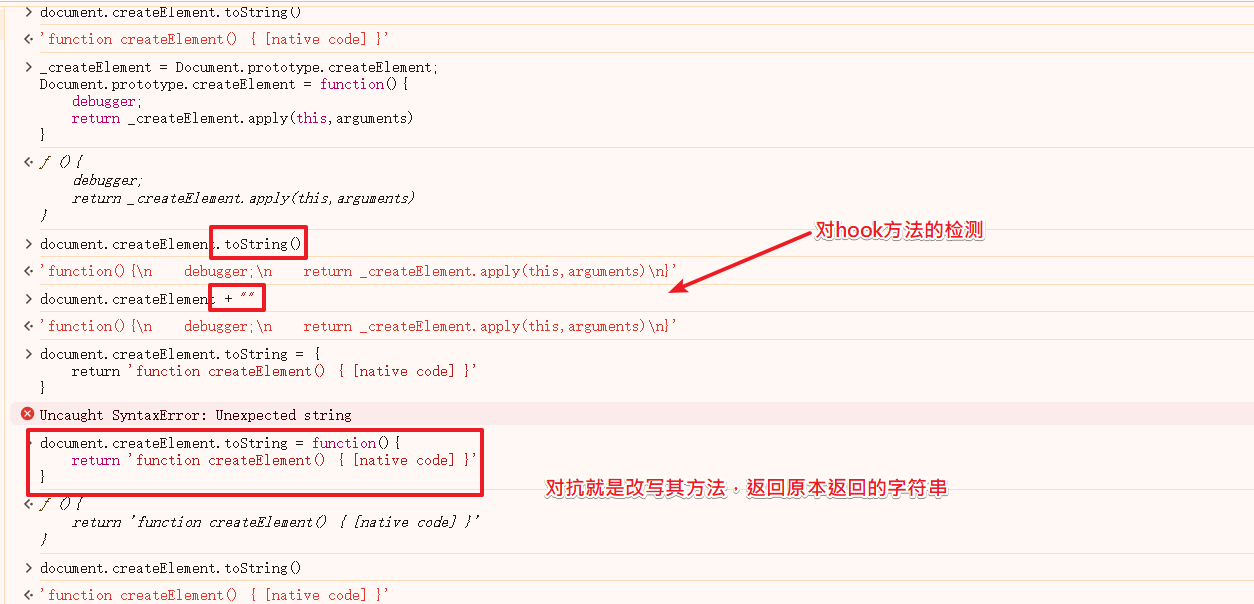 document.createElement.toString()
'function createElement() { [native code] }'
_createElement = Document.prototype.createElement;
Document.prototype.createElement = function(){
    debugger;
    return _createElement.apply(this,arguments)
}
ƒ (){
    debugger;
    return _createElement.apply(this,arguments)
}
document.createElement.toString()
对hook方法的检测
'function(){\n    debugger;\n    return _createElement.apply(this,arguments)\n}'
document.createElement + ""
'function(){\n    debugger;\n    return _createElement.apply(this,arguments)\n}'
document.createElement.toString = {
    return 'function createElement() { [native code] }'
}
Uncaught SyntaxError: Unexpected string
document.createElement.toString = function(){
    return 'function createElement() { [native code] }'
}
对抗就是改写其方法，返回原本返回的字符串
ƒ (){
    return 'function createElement() { [native code] }'
}
document.createElement.toString()
'function createElement() { [native code] }'